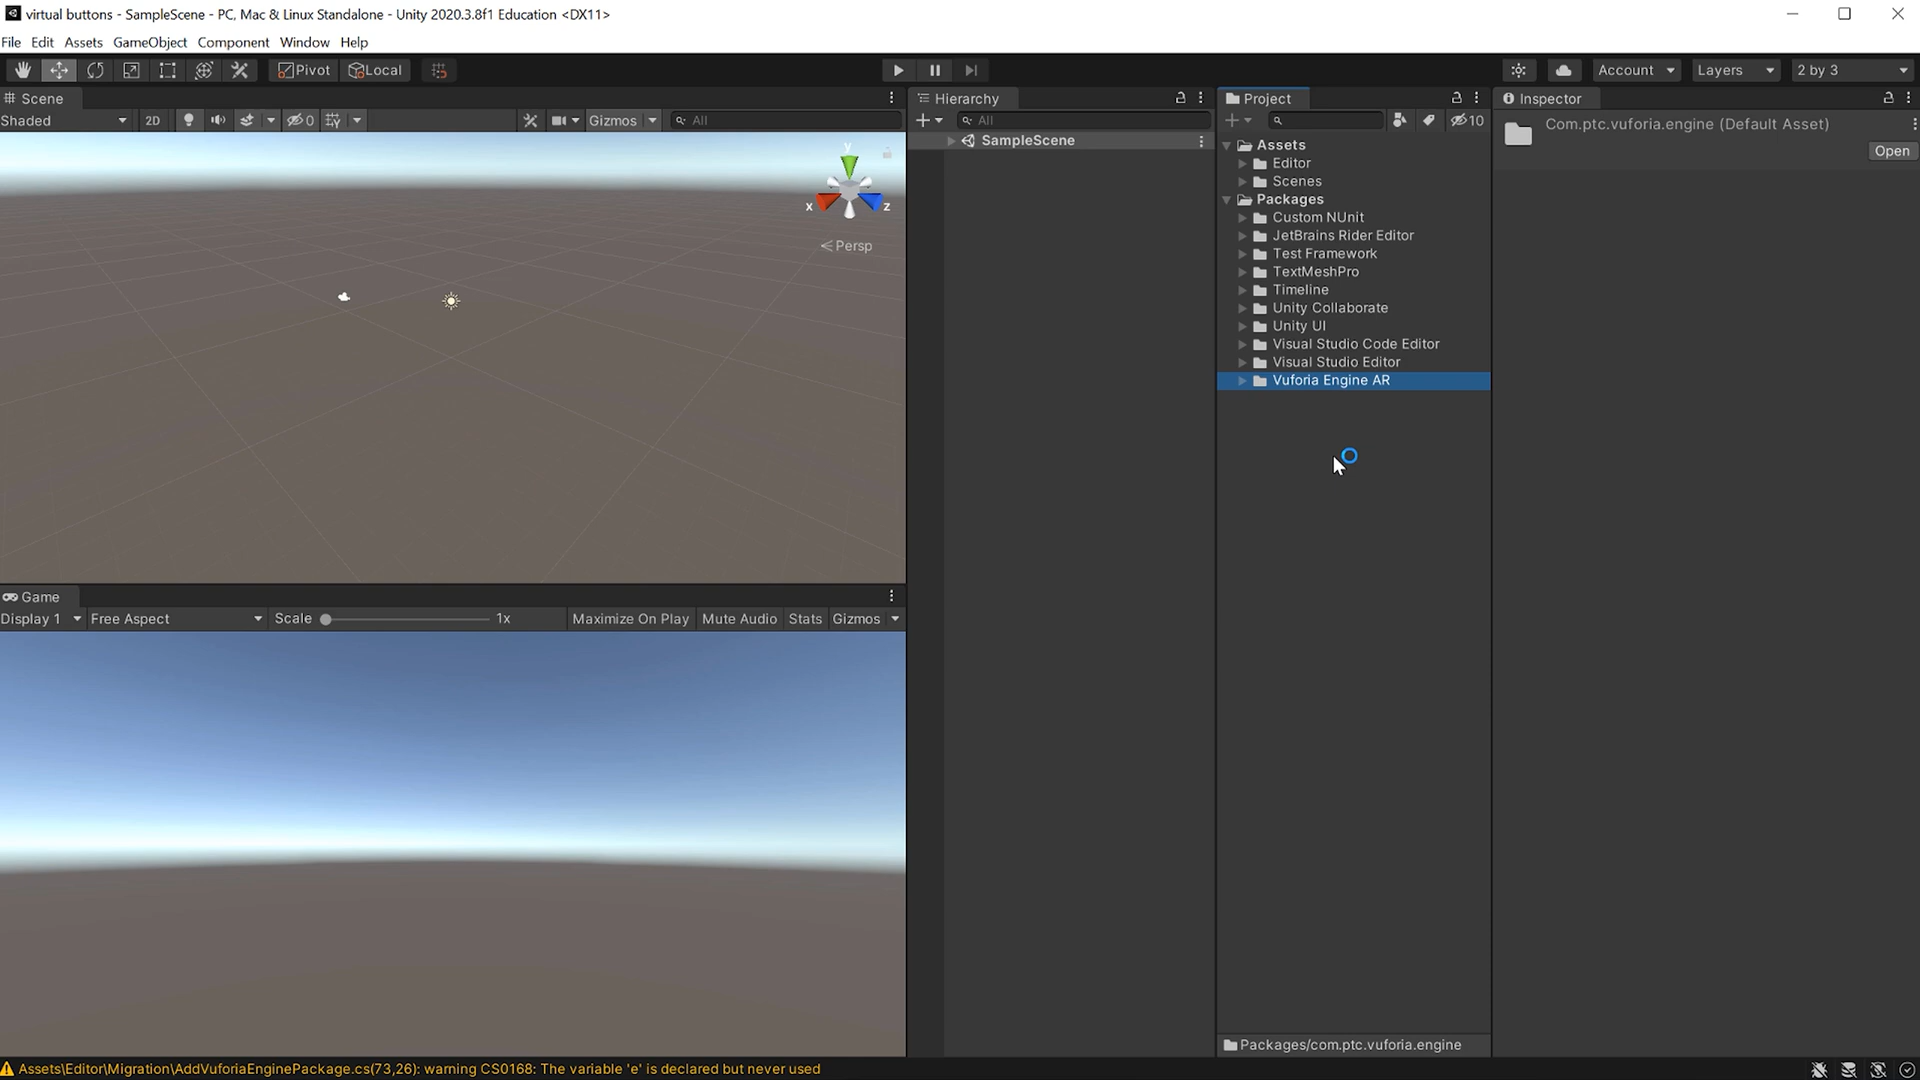 virtual buttons - SampleScene - PC, Mac & Linux Standalone - Unity 2020.3.8f1 Education <DX11>
File Edit Assets GameObject Component Window Help
Pivot Local Account Layers 2 by 3
Scene
Shaded 2D 0 Gizmos All
y
x z
Persp
Game
Display 1 Free Aspect Scale 1x Maximize On Play Mute Audio Stats Gizmos
Hierarchy
All
SampleScene
Project
10
Assets
Editor
Scenes
Packages
Custom NUnit
JetBrains Rider Editor
Test Framework
TextMeshPro
Timeline
Unity Collaborate
Unity UI
Visual Studio Code Editor
Visual Studio Editor
Vuforia Engine AR
Packages/com.ptc.vuforia.engine
Inspector
Com.ptc.vuforia.engine (Default Asset)
Open
Assets\Editor\Migration\AddVuforiaEnginePackage.cs(73,26): warning CS0168: The variable 'e' is declared but never used